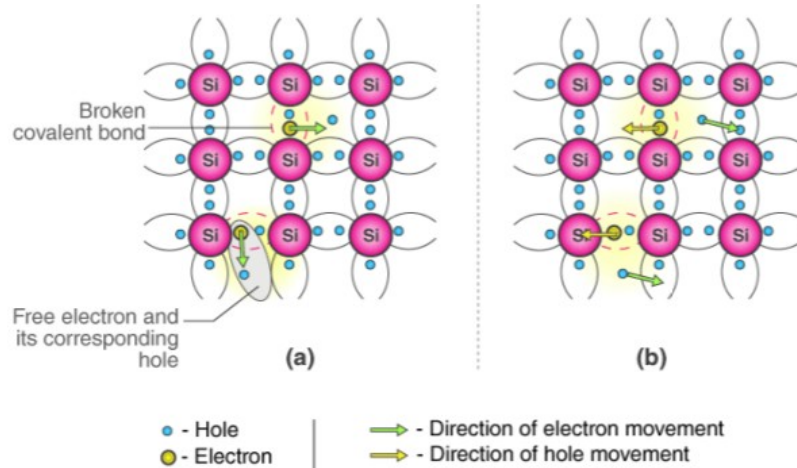 Si Si Si
Si Si Si
Broken
covalent bond
Si Si Si
Si Si Si
Si Si Si
Si Si Si
Free electron and
its corresponding
hole
(a)
(b)
- Hole
- Electron
- Direction of electron movement
- Direction of hole movement